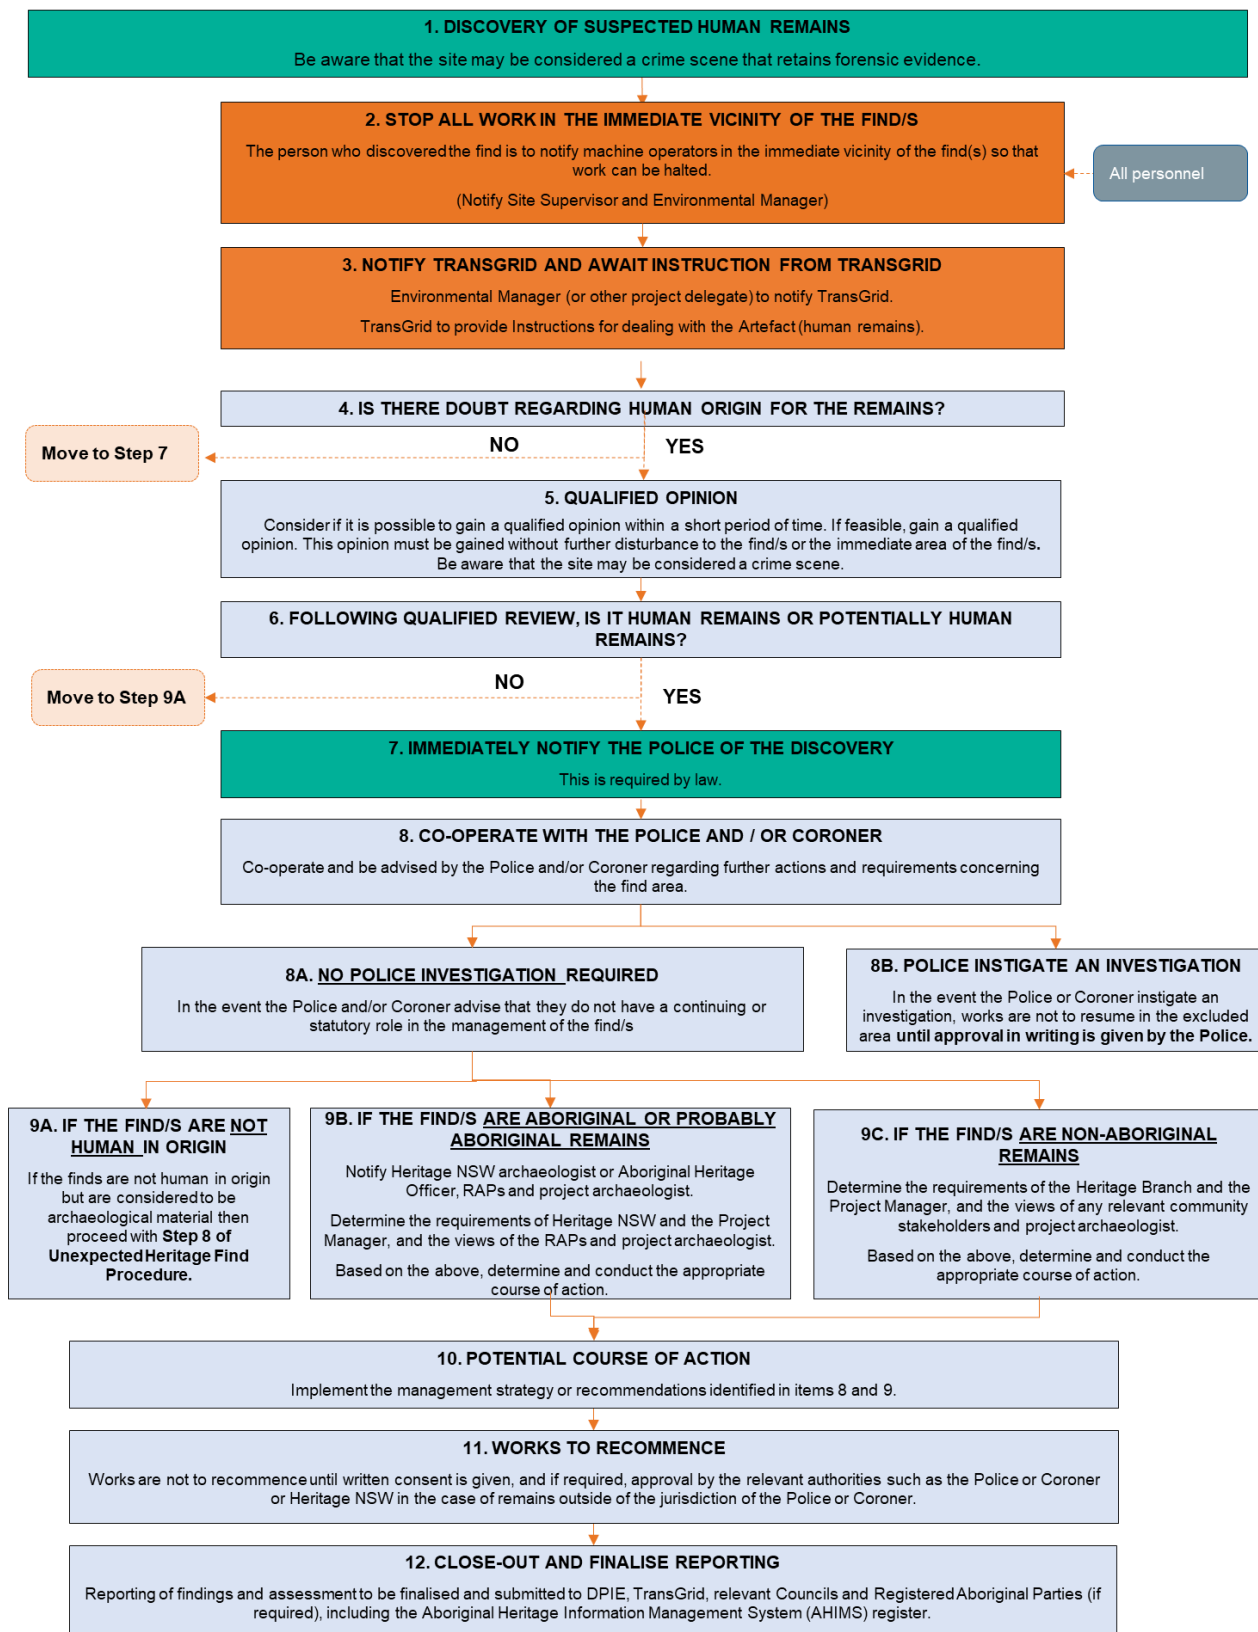 1. DISCOVERY OF SUSPECTED HUMAN REMAINS
Be aware that the site may be considered a crime scene that retains forensic evidence.
2. STOP ALL WORK IN THE IMMEDIATE VICINITY OF THE FIND/S
The person who discovered the find is to notify machine operators in the immediate vicinity of the find(s) so that
work can be halted.
(Notify Site Supervisor and Environmental Manager)
All personnel
3. NOTIFY TRANSGRID AND AWAIT INSTRUCTION FROM TRANSGRID
Environmental Manager (or other project delegate) to notify TransGrid.
TransGrid to provide Instructions for dealing with the Artefact (human remains).
4. IS THERE DOUBT REGARDING HUMAN ORIGIN FOR THE REMAINS?
Move to Step 7
NO
YES
5. QUALIFIED OPINION
Consider if it is possible to gain a qualified opinion within a short period of time. If feasible, gain a qualified
opinion. This opinion must be gained without further disturbance to the find/s or the immediate area of the find/s.
Be aware that the site may be considered a crime scene.
6. FOLLOWING QUALIFIED REVIEW, IS IT HUMAN REMAINS OR POTENTIALLY HUMAN
REMAINS?
Move to Step 9A
NO
YES
7. IMMEDIATELY NOTIFY THE POLICE OF THE DISCOVERY
This is required by law.
8. CO-OPERATE WITH THE POLICE AND / OR CORONER
Co-operate and be advised by the Police and/or Coroner regarding further actions and requirements concerning
the find area.
8A. NO POLICE INVESTIGATION REQUIRED
In the event the Police and/or Coroner advise that they do not have a continuing or
statutory role in the management of the find/s
8B. POLICE INSTIGATE AN INVESTIGATION
In the event the Police or Coroner instigate an
investigation, works are not to resume in the excluded
area until approval in writing is given by the Police.
9A. IF THE FIND/S ARE NOT
HUMAN IN ORIGIN
If the finds are not human in origin
but are considered to be
archaeological material then
proceed with Step 8 of
Unexpected Heritage Find
Procedure.
9B. IF THE FIND/S ARE ABORIGINAL OR PROBABLY
ABORIGINAL REMAINS
Notify Heritage NSW archaeologist or Aboriginal Heritage
Officer, RAPs and project archaeologist.
Determine the requirements of Heritage NSW and the Project
Manager, and the views of the RAPs and project archaeologist.
Based on the above, determine and conduct the appropriate
course of action.
9C. IF THE FIND/S ARE NON-ABORIGINAL
REMAINS
Determine the requirements of the Heritage Branch and the
Project Manager, and the views of any relevant community
stakeholders and project archaeologist.
Based on the above, determine and conduct the
appropriate course of action.
10. POTENTIAL COURSE OF ACTION
Implement the management strategy or recommendations identified in items 8 and 9.
11. WORKS TO RECOMMENCE
Works are not to recommence until written consent is given, and if required, approval by the relevant authorities such as the Police or Coroner
or Heritage NSW in the case of remains outside of the jurisdiction of the Police or Coroner.
12. CLOSE-OUT AND FINALISE REPORTING
Reporting of findings and assessment to be finalised and submitted to DPIE, TransGrid, relevant Councils and Registered Aboriginal Parties (if
required), including the Aboriginal Heritage Information Management System (AHIMS) register.